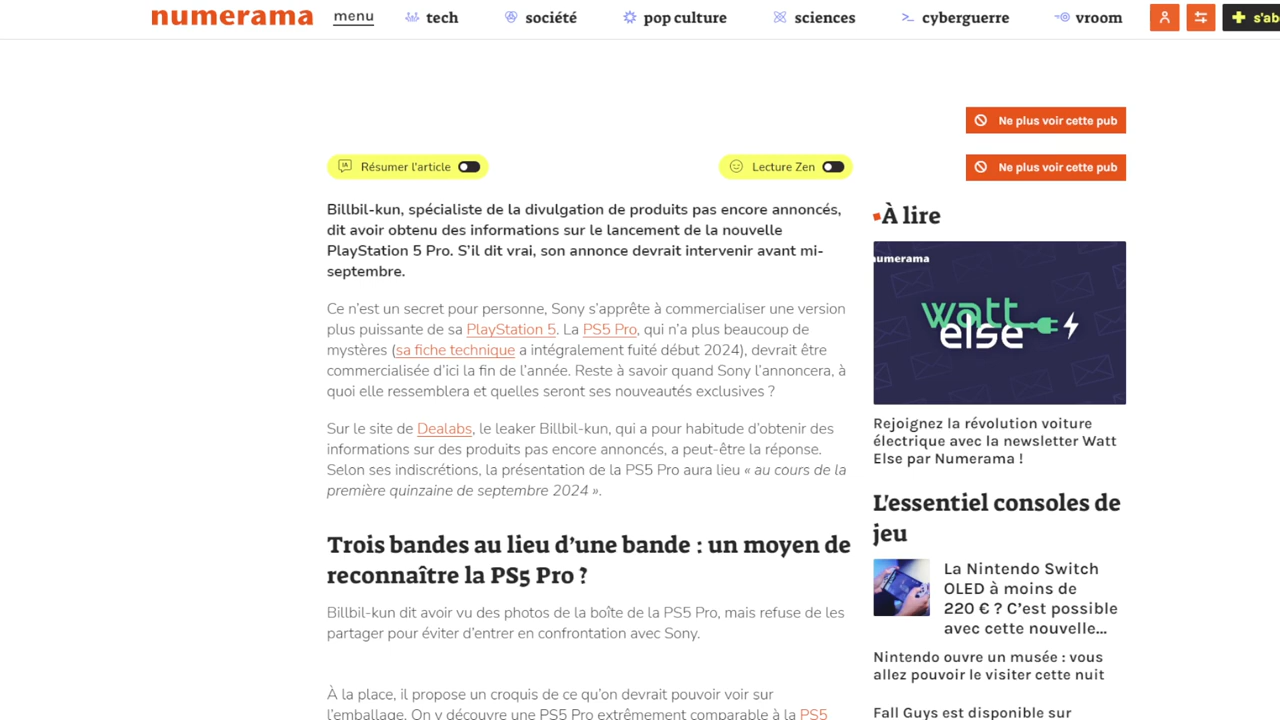 numerama
menu
tech
société
pop culture
sciences
cyberguerre
vroom
Ne plus voir cette pub
Résumer l'article
Lecture Zen
Ne plus voir cette pub
Billbil-kun, spécialiste de la divulgation de produits pas encore annoncés,
dit avoir obtenu des informations sur le lancement de la nouvelle
PlayStation 5 Pro. S’il dit vrai, son annonce devrait intervenir avant mi-
septembre.
Ce n’est un secret pour personne, Sony s’apprête à commercialiser une version
plus puissante de sa PlayStation 5. La PS5 Pro, qui n’a plus beaucoup de
mystères (sa fiche technique a intégralement fuité début 2024), devrait être
commercialisée d’ici la fin de l’année. Reste à savoir quand Sony l’annoncera, à
quoi elle ressemblera et quelles seront ses nouveautés exclusives ?
Sur le site de Dealabs, le leaker Billbil-kun, qui a pour habitude d’obtenir des
informations sur des produits pas encore annoncés, a peut-être la réponse.
Selon ses indiscrétions, la présentation de la PS5 Pro aura lieu « au cours de la
première quinzaine de septembre 2024 ».
Trois bandes au lieu d’une bande : un moyen de
reconnaître la PS5 Pro ?
Billbil-kun dit avoir vu des photos de la boîte de la PS5 Pro, mais refuse de les
partager pour éviter d’entrer en confrontation avec Sony.
À la place, il propose un croquis de ce qu’on devrait pouvoir voir sur
l’emballage. On y découvre une PS5 Pro extrêmement comparable à la PS5
À lire
numerama
watt
else
Rejoignez la révolution voiture
électrique avec la newsletter Watt
Else par Numerama !
L'essentiel consoles de
jeu
La Nintendo Switch
OLED à moins de
220 € ? C’est possible
avec cette nouvelle...
Nintendo ouvre un musée : vous
allez pouvoir le visiter cette nuit
Fall Guys est disponible sur